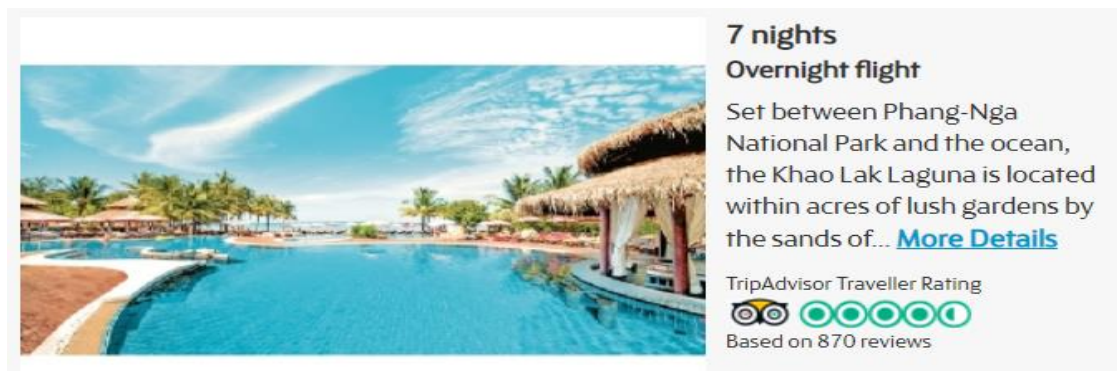 7 nights
Overnight flight
Set between Phang-Nga
National Park and the ocean,
the Khao Lak Laguna is located
within acres of lush gardens by
the sands of... More Details
TripAdvisor Traveller Rating
Based on 870 reviews